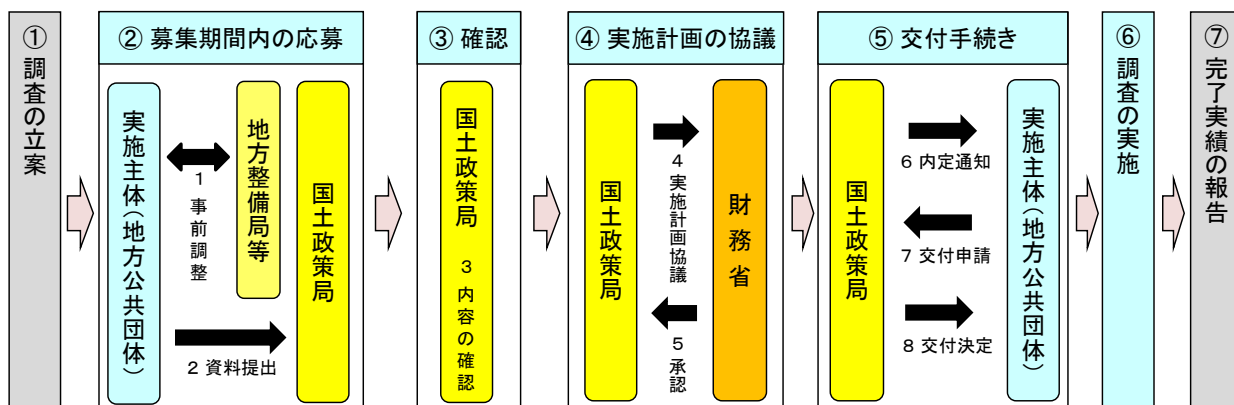 ① 調査の立案
② 募集期間内の応募
実施主体(地方公共団体)
1 事前調整
地方整備局等
国土政策局
2 資料提出
③ 確認
国土政策局
3 内容の確認
④ 実施計画の協議
国土政策局
4 実施計画協議
5 承認
財務省
⑤ 交付手続き
国土政策局
6 内定通知
7 交付申請
8 交付決定
実施主体(地方公共団体)
⑥ 調査の実施
⑦ 完了実績の報告